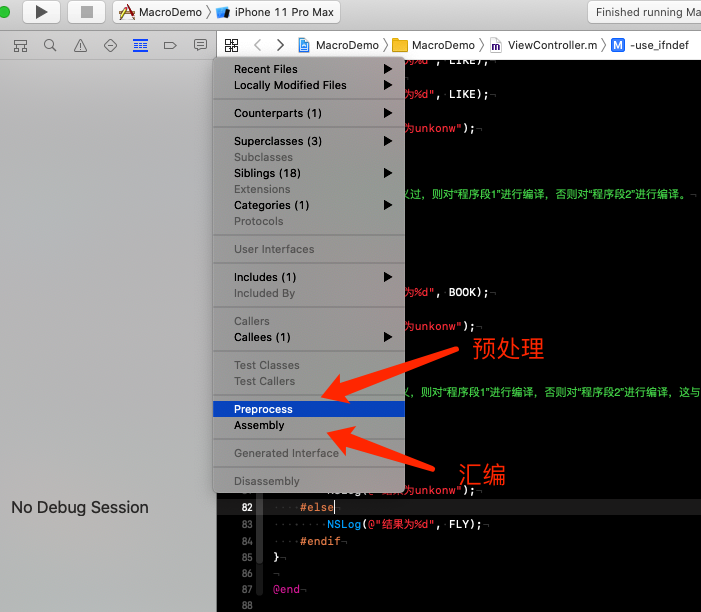 MacroDemo 〉 iPhone 11 Pro Max
Finished running Ma
MacroDemo 〉 MacroDemo 〉 m ViewController.m 〉 M -use_ifndef
Recent Files
Locally Modified Files
Counterparts (1)
Superclasses (3)
Subclasses
Siblings (18)
Extensions
Categories (1)
Protocols
User Interfaces
Includes (1)
Included By
Callers
Callees (1)
Test Classes
Test Callers
Preprocess
Assembly
Generated Interface
Disassembly
为%d", LIKE);
为%d", LIKE);
为unkonw");
过，则对“程序段1”进行编译，否则对“程序段2”进行编译。
为%d", BOOK);
为unkonw");
预处理
义，则对“程序段1”进行编译，否则对“程序段2”进行编译，这与
汇编
No Debug Session
NSLog(@"结果为unkonw");
82 #else
83 NSLog(@"结果为%d", FLY);
84 #endif
85 }
86
87 @end
88